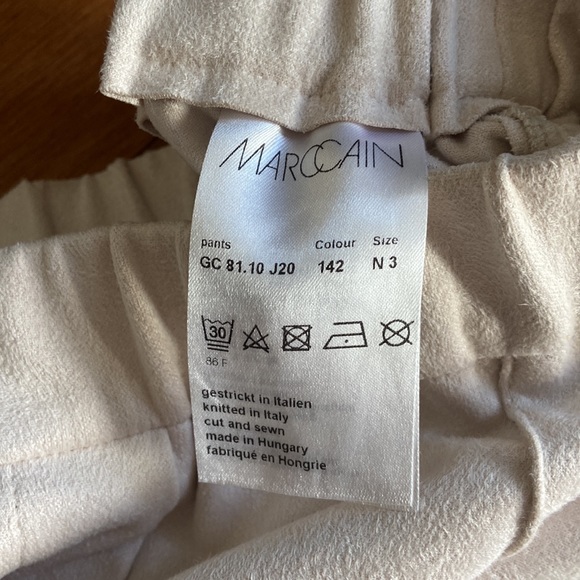 MARCCAIN
pants Colour Size
GC 81.10 J20 142 N 3
30
86 F
gestrickt in Italien
knitted in Italy
cut and sewn
made in Hungary
fabriqué en Hongrie